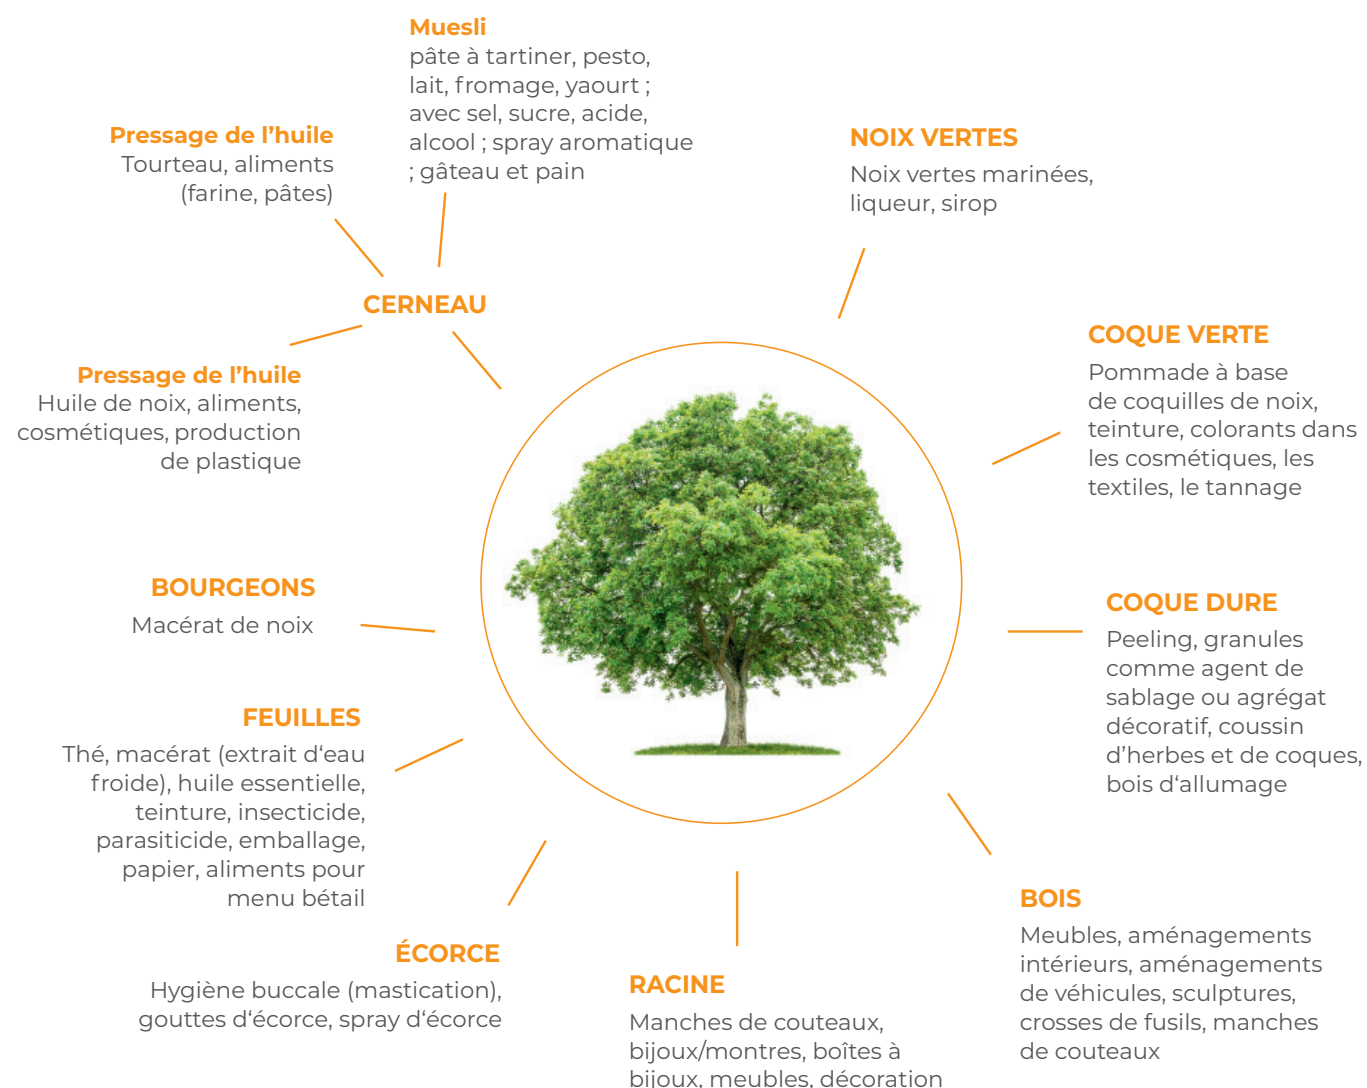 Muesli
pâte à tartiner, pesto,
lait, fromage, yaourt ;
avec sel, sucre, acide,
alcool ; spray aromatique
; gâteau et pain
Pressage de l’huile
Tourteau, aliments
(farine, pâtes)
CERNEAU
Pressage de l’huile
Huile de noix, aliments,
cosmétiques, production
de plastique
BOURGEONS
Macérat de noix
FEUILLES
Thé, macérat (extrait d‘eau
froide), huile essentielle,
teinture, insecticide,
parasiticide, emballage,
papier, aliments pour
menu bétail
ÉCORCE
Hygiène buccale (mastication),
gouttes d‘écorce, spray d‘écorce
RACINE
Manches de couteaux,
bijoux/montres, boîtes à
bijoux, meubles, décoration
NOIX VERTES
Noix vertes marinées,
liqueur, sirop
COQUE VERTE
Pommade à base
de coquilles de noix,
teinture, colorants dans
les cosmétiques, les
textiles, le tannage
COQUE DURE
Peeling, granules
comme agent de
sablage ou agrégat
décoratif, coussin
d’herbes et de coques,
bois d‘allumage
BOIS
Meubles, aménagements
intérieurs, aménagements
de véhicules, sculptures,
crosses de fusils, manches
de couteaux